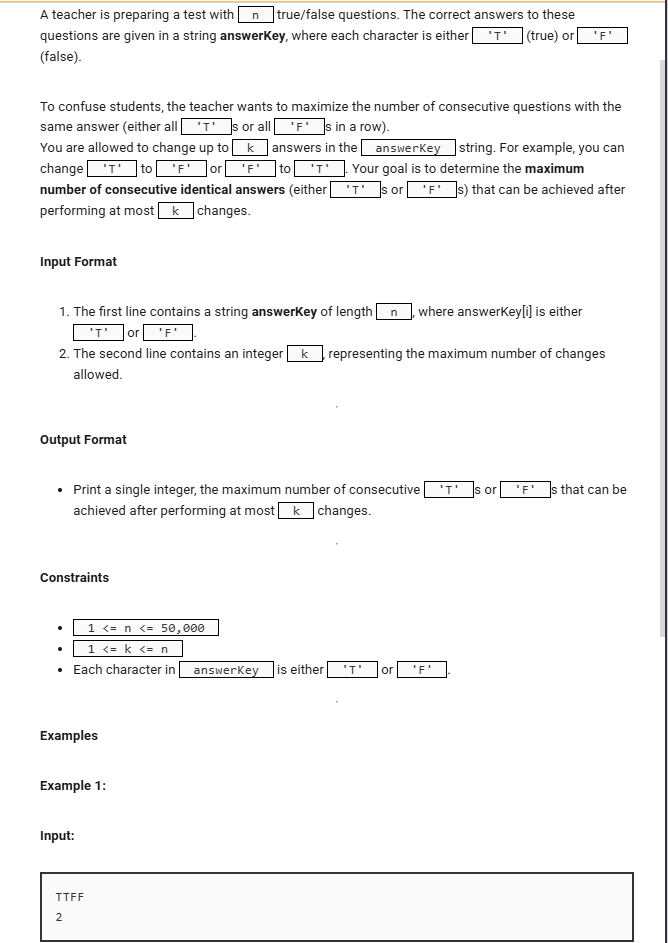 A teacher is preparing a test with n true/false questions. The correct answers to these
questions are given in a string answerKey, where each character is either 'T' (true) or 'F'
(false).
To confuse students, the teacher wants to maximize the number of consecutive questions with the
same answer (either all 'T's or all 'F's in a row).
You are allowed to change up to k answers in the answerKey string. For example, you can
change 'T' to 'F' or 'F' to 'T'. Your goal is to determine the maximum
number of consecutive identical answers (either 'T's or 'F's) that can be achieved after
performing at most k changes.
Input Format
1. The first line contains a string answerKey of length n, where answerKey[i] is either
'T' or 'F'.
2. The second line contains an integer k, representing the maximum number of changes
allowed.
.
Output Format
• Print a single integer, the maximum number of consecutive 'T's or 'F's that can be
achieved after performing at most k changes.
.
Constraints
• 1 <= n <= 50,000
• 1 <= k <= n
• Each character in answerKey is either 'T' or 'F'.
.
Examples
Example 1:
Input:
TTFF
2